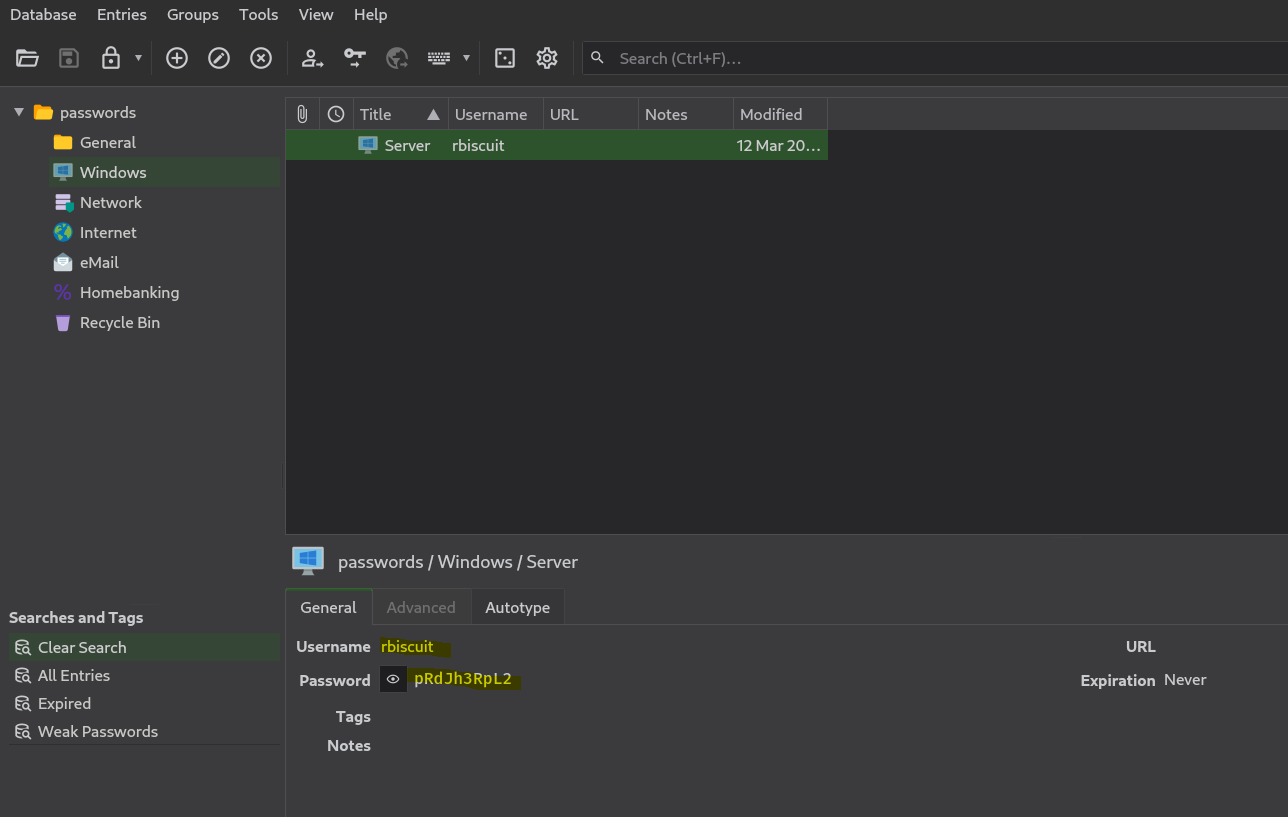 Database Entries Groups Tools View Help
Search (Ctrl+F)...
passwords
General
Windows
Network
Internet
eMail
Homebanking
Recycle Bin
Searches and Tags
Clear Search
All Entries
Expired
Weak Passwords
Title Username URL Notes Modified
Server rbiscuit 12 Mar 20...
passwords / Windows / Server
General Advanced Autotype
Username rbiscuit URL
Password pRdJh3RpL2 Expiration Never
Tags
Notes